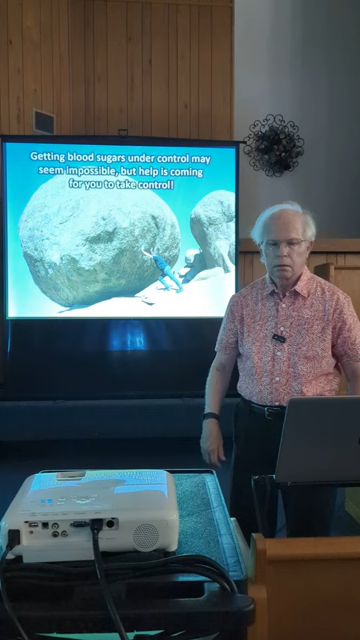 Getting blood sugars under control may
seem impossible, but help is coming
for you to take control!